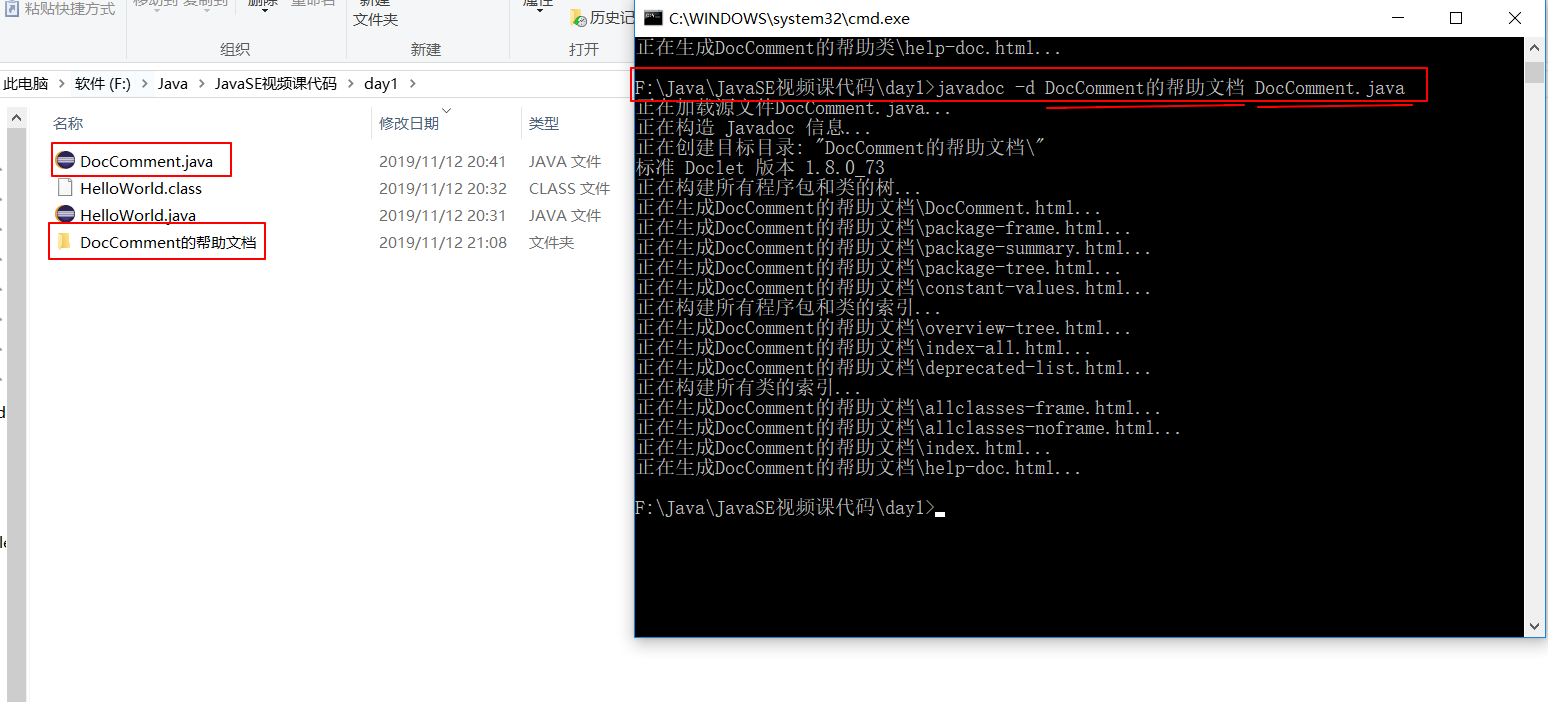 粘贴快捷方式
移动到 复制到
删除
重命名
新建
文件夹
属性
历史记
组织
新建
打开
此电脑 > 软件 (F:) > Java > JavaSE视频课代码 > day1 >
名称 修改日期 类型
DocComment.java 2019/11/12 20:41 JAVA 文件
HelloWorld.class 2019/11/12 20:32 CLASS 文件
HelloWorld.java 2019/11/12 20:31 JAVA 文件
DocComment的帮助文档 2019/11/12 21:08 文件夹
C:\WINDOWS\system32\cmd.exe
正在生成DocComment的帮助类\help-doc.html...
F:\Java\JavaSE视频课代码\day1>javadoc -d DocComment的帮助文档 DocComment.java
正在加载源文件DocComment.java...
正在构造 Javadoc 信息...
正在创建目标目录: "DocComment的帮助文档\"
标准 Doclet 版本 1.8.0_73
正在构建所有程序包和类的树...
正在生成DocComment的帮助文档\DocComment.html...
正在生成DocComment的帮助文档\package-frame.html...
正在生成DocComment的帮助文档\package-summary.html...
正在生成DocComment的帮助文档\package-tree.html...
正在生成DocComment的帮助文档\constant-values.html...
正在构建所有程序包和类的索引...
正在生成DocComment的帮助文档\overview-tree.html...
正在生成DocComment的帮助文档\index-all.html...
正在生成DocComment的帮助文档\deprecated-list.html...
正在构建所有类的索引...
正在生成DocComment的帮助文档\allclasses-frame.html...
正在生成DocComment的帮助文档\allclasses-noframe.html...
正在生成DocComment的帮助文档\index.html...
正在生成DocComment的帮助文档\help-doc.html...
F:\Java\JavaSE视频课代码\day1>